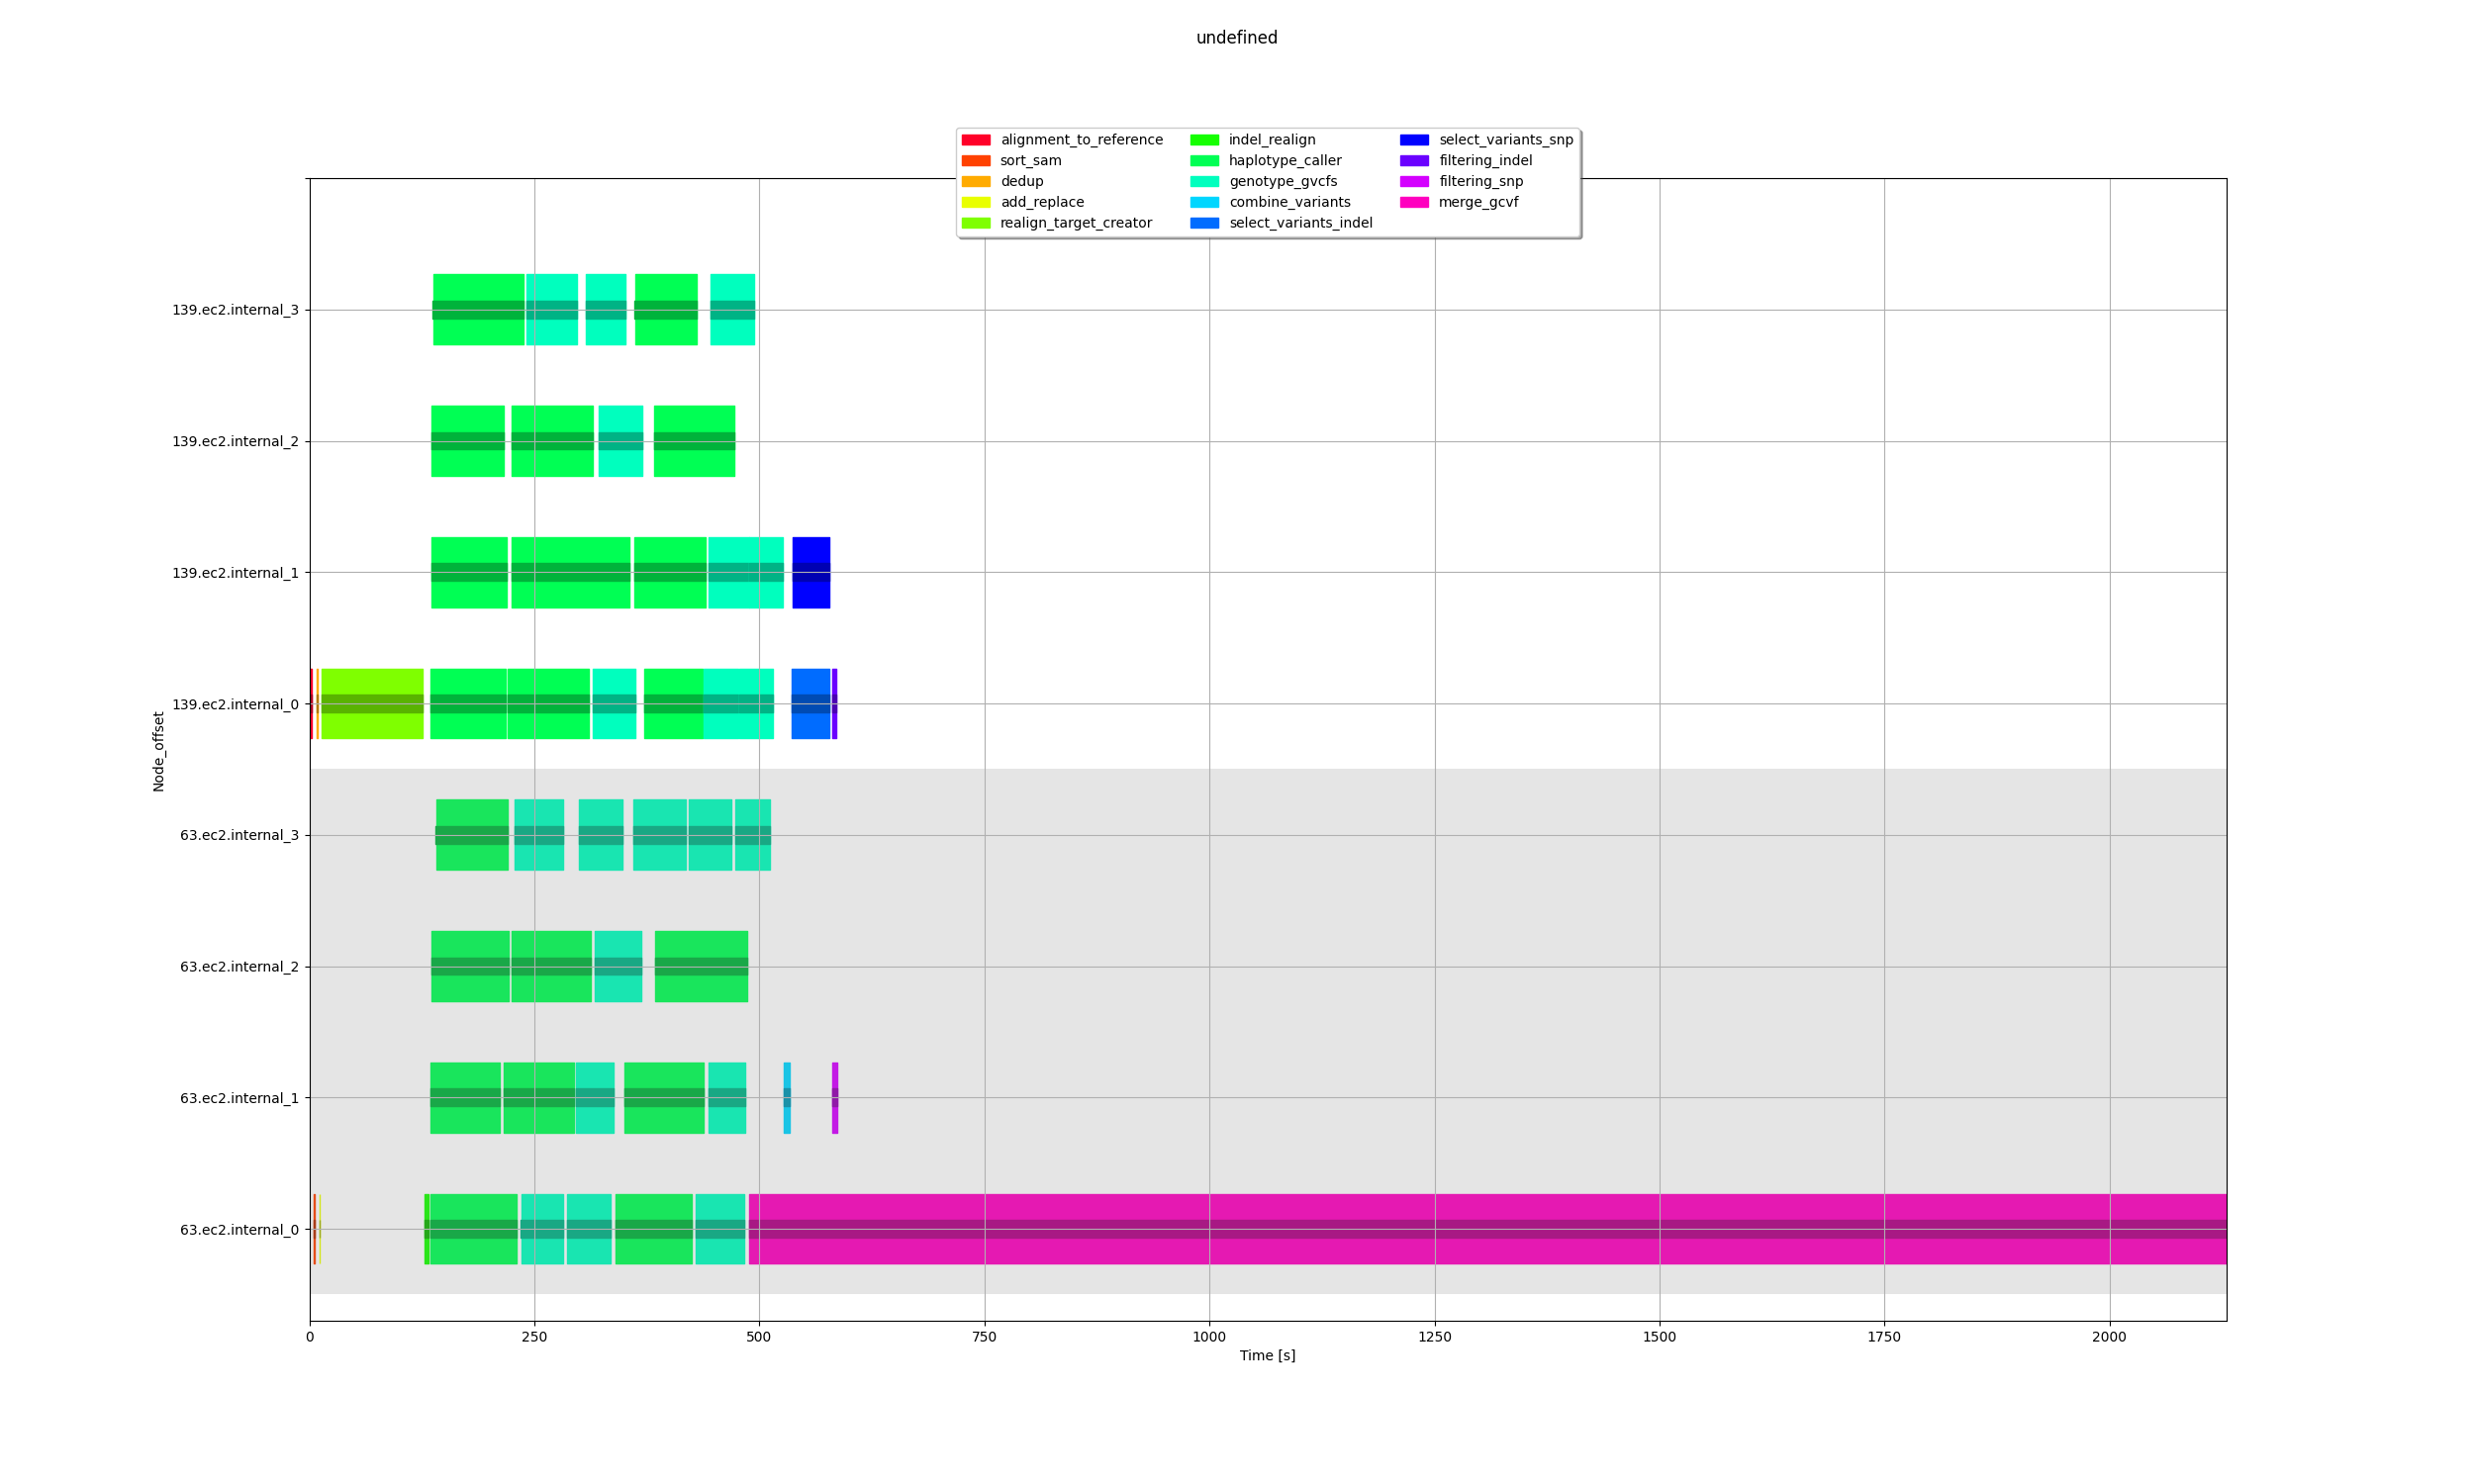 undefined
alignment_to_reference
sort_sam
dedup
add_replace
realign_target_creator
indel_realign
haplotype_caller
genotype_gvcfs
combine_variants
select_variants_indel
select_variants_snp
filtering_indel
filtering_snp
merge_gcvf
139.ec2.internal_3
139.ec2.internal_2
139.ec2.internal_1
139.ec2.internal_0
63.ec2.internal_3
63.ec2.internal_2
63.ec2.internal_1
63.ec2.internal_0
Node_offset
0 250 500 750 1000 1250 1500 1750 2000
Time [s]